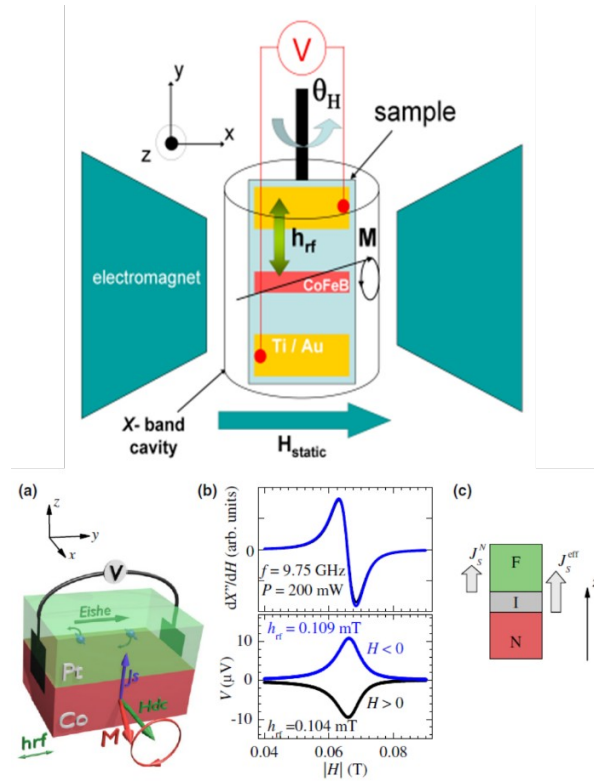 V
y
x
z
θH
sample
hrf
M
electromagnet
CoFeB
Ti / Au
X- band
cavity
Hstatic
(a)
z
y
x
V
Eishe
Pt
Js
Co
Hdc
M
hrf
(b)
dX"/dH (arb. units)
0
f = 9.75 GHz
P = 200 mW
V (μV)
10
0
-10
hrf = 0.109 mT
H < 0
H > 0
hrf = 0.104 mT
0.04
0.06
0.08
|H| (T)
(c)
JSN
F
JSeff
I
N